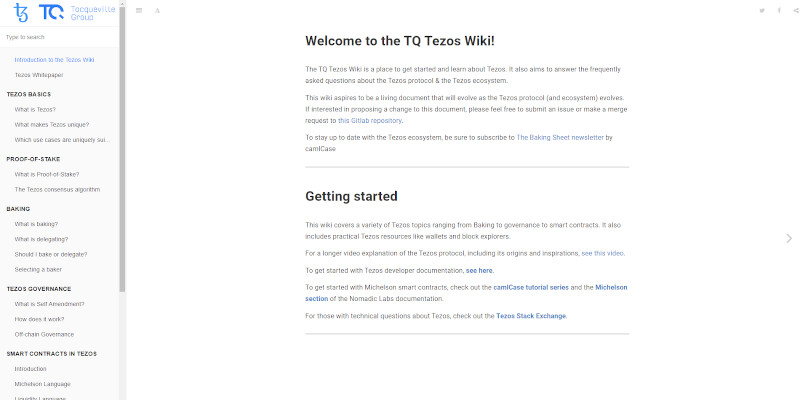 Tocqueville
Group
Type to search
Introduction to the Tezos Wiki
Tezos Whitepaper
TEZOS BASICS
What is Tezos?
What makes Tezos unique?
Which use cases are uniquely sui...
PROOF-OF-STAKE
What is Proof-of-Stake?
The Tezos consensus algorithm
BAKING
What is baking?
What is delegating?
Should I bake or delegate?
Selecting a baker
TEZOS GOVERNANCE
What is Self Amendment?
How does it work?
Off-chain Governance
SMART CONTRACTS IN TEZOS
Introduction
Michelson Language
Liquidity Language
A
Welcome to the TQ Tezos Wiki!
The TQ Tezos Wiki is a place to get started and learn about Tezos. It also aims to answer the frequently
asked questions about the Tezos protocol & the Tezos ecosystem.
This wiki aspires to be a living document that will evolve as the Tezos protocol (and ecosystem) evolves.
If interested in proposing a change to this document, please feel free to submit an issue or make a merge
request to this Gitlab repository.
To stay up to date with the Tezos ecosystem, be sure to subscribe to The Baking Sheet newsletter by
camlCase
Getting started
This wiki covers a variety of Tezos topics ranging from Baking to governance to smart contracts. It also
includes practical Tezos resources like wallets and block explorers.
For a longer video explanation of the Tezos protocol, including its origins and inspirations, see this video.
To get started with Tezos developer documentation, see here.
To get started with Michelson smart contracts, check out the camlCase tutorial series and the Michelson
section of the Nomadic Labs documentation.
For those with technical questions about Tezos, check out the Tezos Stack Exchange.